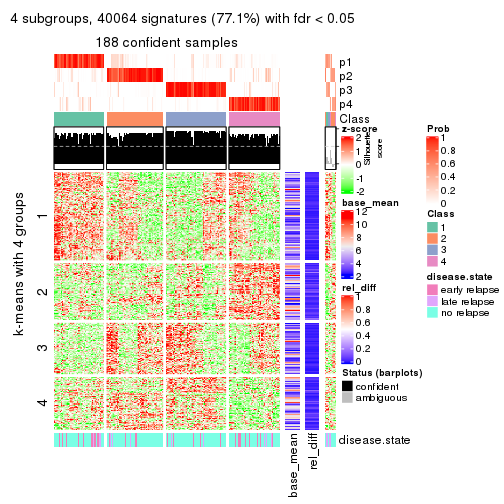 4 subgroups, 40064 signatures (77.1%) with fdr < 0.05
188 confident samples
p1
p2
p3
p4
Class
Silhouette
score
k-means with 4 groups
1
2
3
4
disease.state
base_mean
rel_diff
z-score
2
1
0
-1
-2
base_mean
12
10
8
6
4
2
rel_diff
1
0.8
0.6
0.4
0.2
0
Status (barplots)
confident
ambiguous
Prob
1
0.8
0.6
0.4
0.2
0
Class
1
2
3
4
disease.state
early relapse
late relapse
no relapse